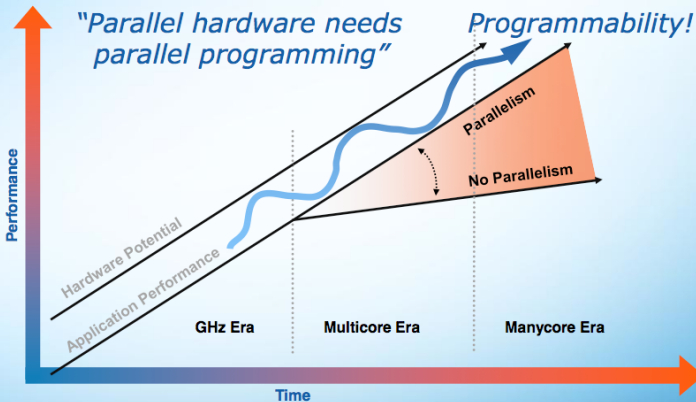 “Parallel hardware needs
parallel programming”
Programmability!
Performance
Parallelism
No Parallelism
Hardware Potential
Application Performance
GHz Era
Multicore Era
Manycore Era
Time